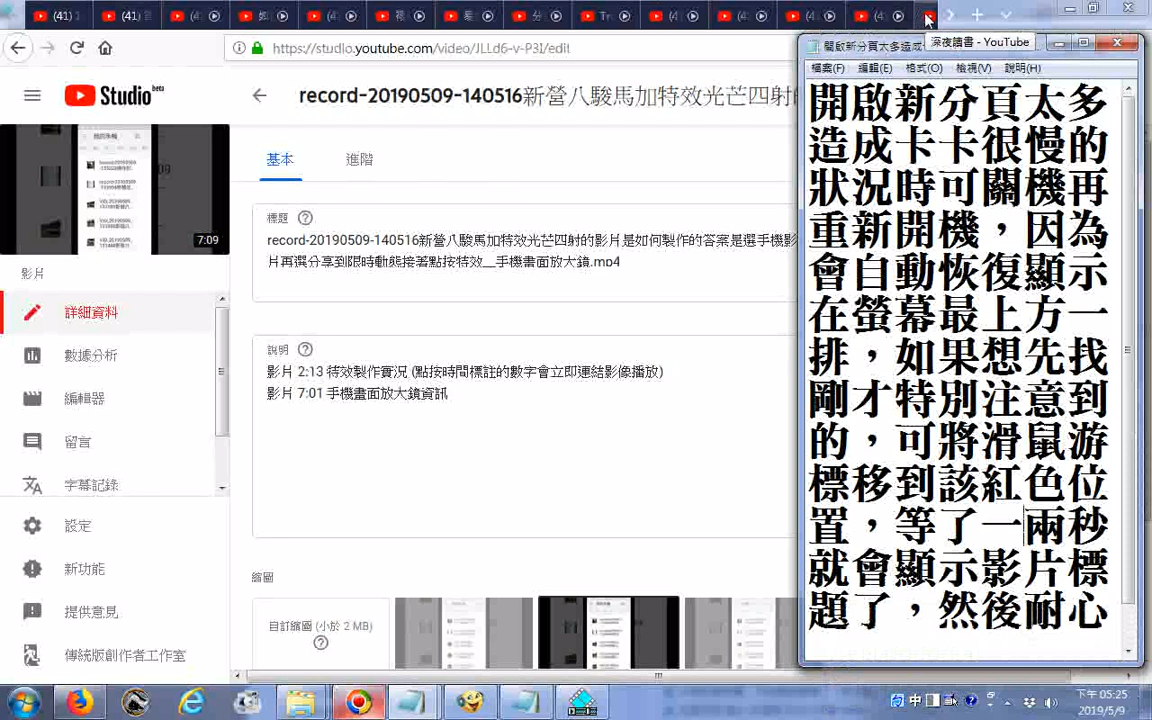 (41)
(41)
(4
(4
(4
Tr
(4
(4
(4
(4
深夜讀書 - YouTube
https://studio.youtube.com/video/JLLd6-v-P3I/edit
開啟新分頁太多造成
檔案(F) 編輯(E) 格式(O) 檢視(V) 說明(H)
開啟新分頁太多
造成卡卡很慢的
狀況時可關機再
重新開機，因為
會自動恢復顯示
在螢幕最上方一
排，如果想先找
剛才特別注意到
的，可將滑鼠游
標移到該紅色位
置，等了一兩秒
就會顯示影片標
題了，然後耐心
Studio beta
record-20190509-140516新營八駿馬加特效光芒四射
基本 進階
標題
record-20190509-140516新營八駿馬加特效光芒四射的影片是如何製作的答案是選手機影
片再選分享到限時動態接著點按特效__手機畫面放大鏡.mp4
說明
影片 2:13 特效製作實況 (點按時間標註的數字會立即連結影像播放)
影片 7:01 手機畫面放大鏡資訊
縮圖
自訂縮圖 (小於 2 MB)
7:09
影片
詳細資料
數據分析
編輯器
留言
字幕記錄
設定
新功能
提供意見
傳統版創作者工作室
中
下午 05:25
2019/5/9